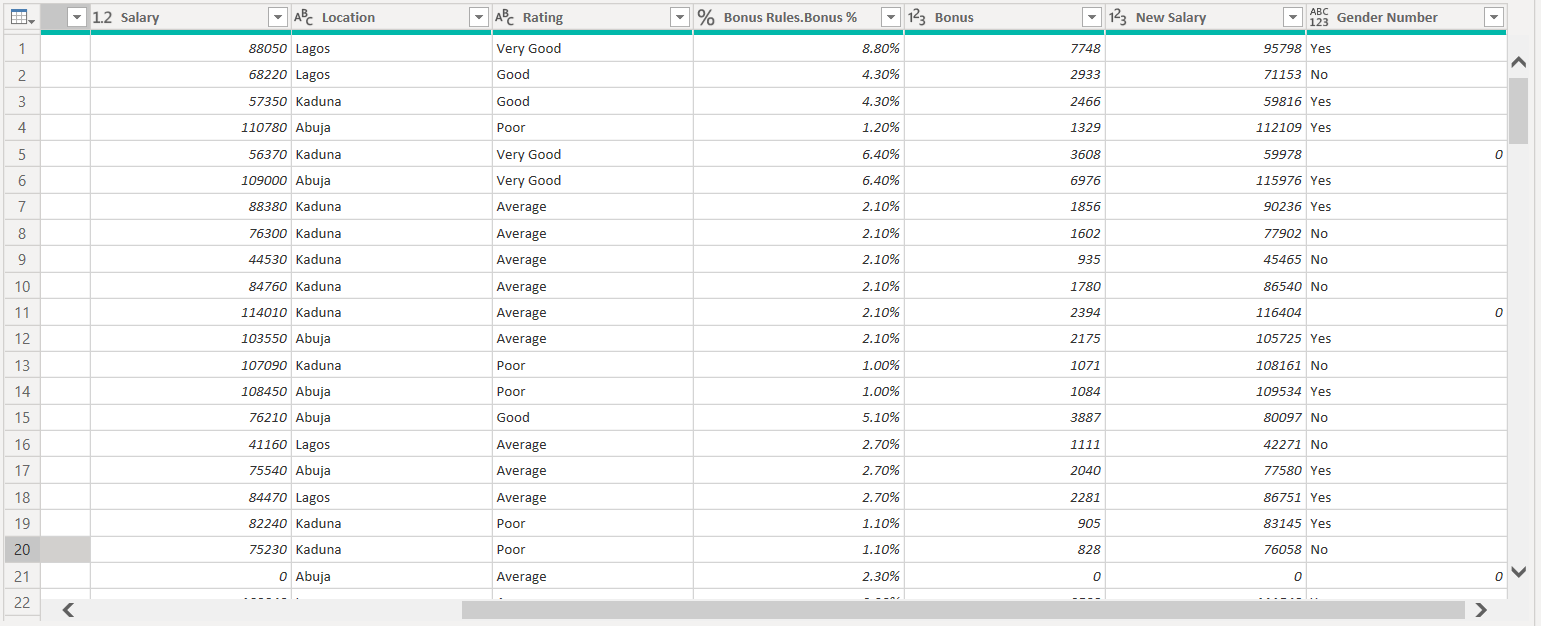 1.2 Salary ABC Location ABC Rating % Bonus Rules.Bonus % 123 Bonus 123 New Salary ABC 123 Gender Number
1 88050 Lagos Very Good 8.80% 7748 95798 Yes
2 68220 Lagos Good 4.30% 2933 71153 No
3 57350 Kaduna Good 4.30% 2466 59816 Yes
4 110780 Abuja Poor 1.20% 1329 112109 Yes
5 56370 Kaduna Very Good 6.40% 3608 59978 0
6 109000 Abuja Very Good 6.40% 6976 115976 Yes
7 88380 Kaduna Average 2.10% 1856 90236 Yes
8 76300 Kaduna Average 2.10% 1602 77902 No
9 44530 Kaduna Average 2.10% 935 45465 No
10 84760 Kaduna Average 2.10% 1780 86540 No
11 114010 Kaduna Average 2.10% 2394 116404 0
12 103550 Abuja Average 2.10% 2175 105725 Yes
13 107090 Kaduna Poor 1.00% 1071 108161 No
14 108450 Abuja Poor 1.00% 1084 109534 Yes
15 76210 Abuja Good 5.10% 3887 80097 No
16 41160 Lagos Average 2.70% 1111 42271 No
17 75540 Abuja Average 2.70% 2040 77580 Yes
18 84470 Lagos Average 2.70% 2281 86751 Yes
19 82240 Kaduna Poor 1.10% 905 83145 Yes
20 75230 Kaduna Poor 1.10% 828 76058 No
21 0 Abuja Average 2.30% 0 0 0
22